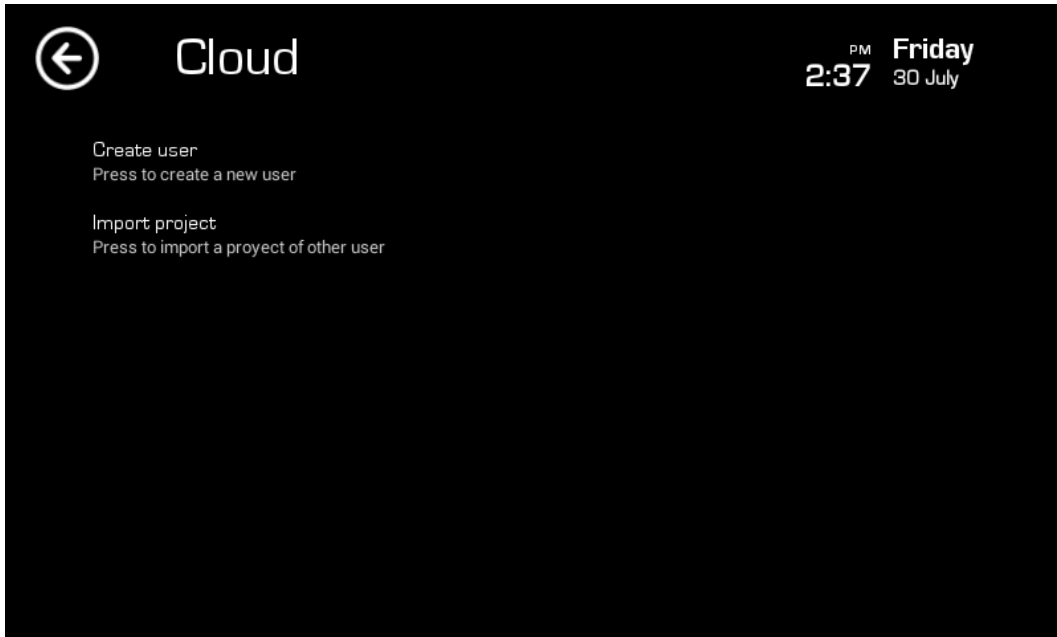 Cloud
PM
2:37
Friday
30 July
Create user
Press to create a new user
Import project
Press to import a proyect of other user